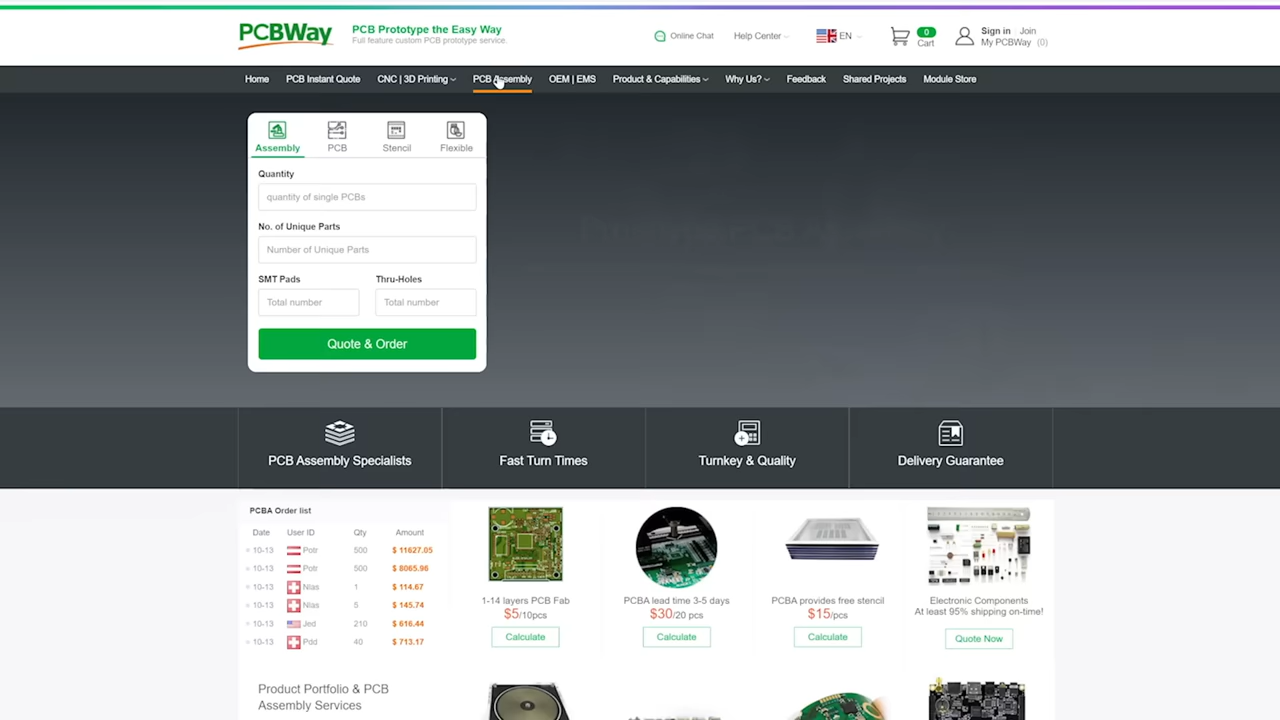 PCBWay
PCB Prototype the Easy Way
Full feature custom PCB prototype service.
Online Chat
Help Center
EN
0
Cart
Sign in Join
My PCBWay (0)
Home
PCB Instant Quote
CNC | 3D Printing
PCB Assembly
OEM | EMS
Product & Capabilities
Why Us?
Feedback
Shared Projects
Module Store
Assembly
PCB
Stencil
Flexible
Quantity
quantity of single PCBs
No. of Unique Parts
Number of Unique Parts
SMT Pads
Thru-Holes
Total number
Total number
Quote & Order
PCB Assembly Specialists
Fast Turn Times
Turnkey & Quality
Delivery Guarantee
PCBA Order list
Date User ID Qty Amount
10-13 Potr 500 $ 11627.05
10-13 Potr 500 $ 8065.96
10-13 Nlas 1 $ 114.67
10-13 Nlas 5 $ 145.74
10-13 Jed 210 $ 616.44
10-13 Pdd 40 $ 713.17
1-14 layers PCB Fab
$5/10pcs
Calculate
PCBA lead time 3-5 days
$30/20 pcs
Calculate
PCBA provides free stencil
$15/pcs
Calculate
Electronic Components
At least 95% shipping on-time!
Quote Now
Product Portfolio & PCB
Assembly Services